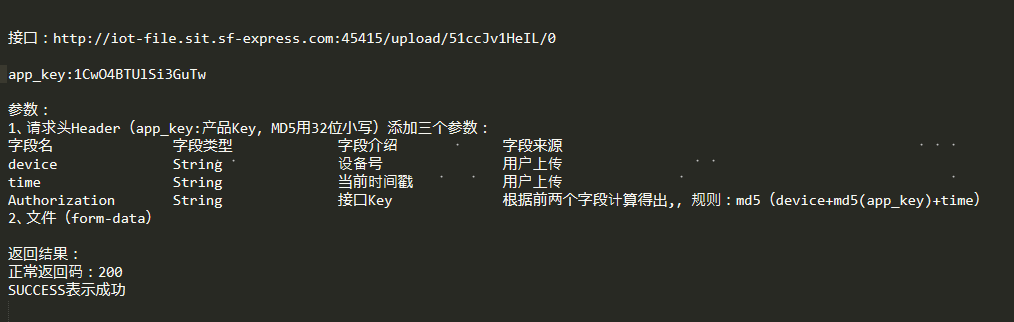 接口：http://iot-file.sit.sf-express.com:45415/upload/51ccJv1HeIL/0
app_key:1CwO4BTUlSi3GuTw
参数：
1、请求头Header（app_key:产品Key, MD5用32位小写）添加三个参数：
字段名 字段类型 字段介绍 字段来源
device String 设备号 用户上传
time String 当前时间戳 用户上传
Authorization String 接口Key 根据前两个字段计算得出,, 规则：md5（device+md5(app_key)+time）
2、文件（form-data）
返回结果：
正常返回码：200
SUCCESS表示成功